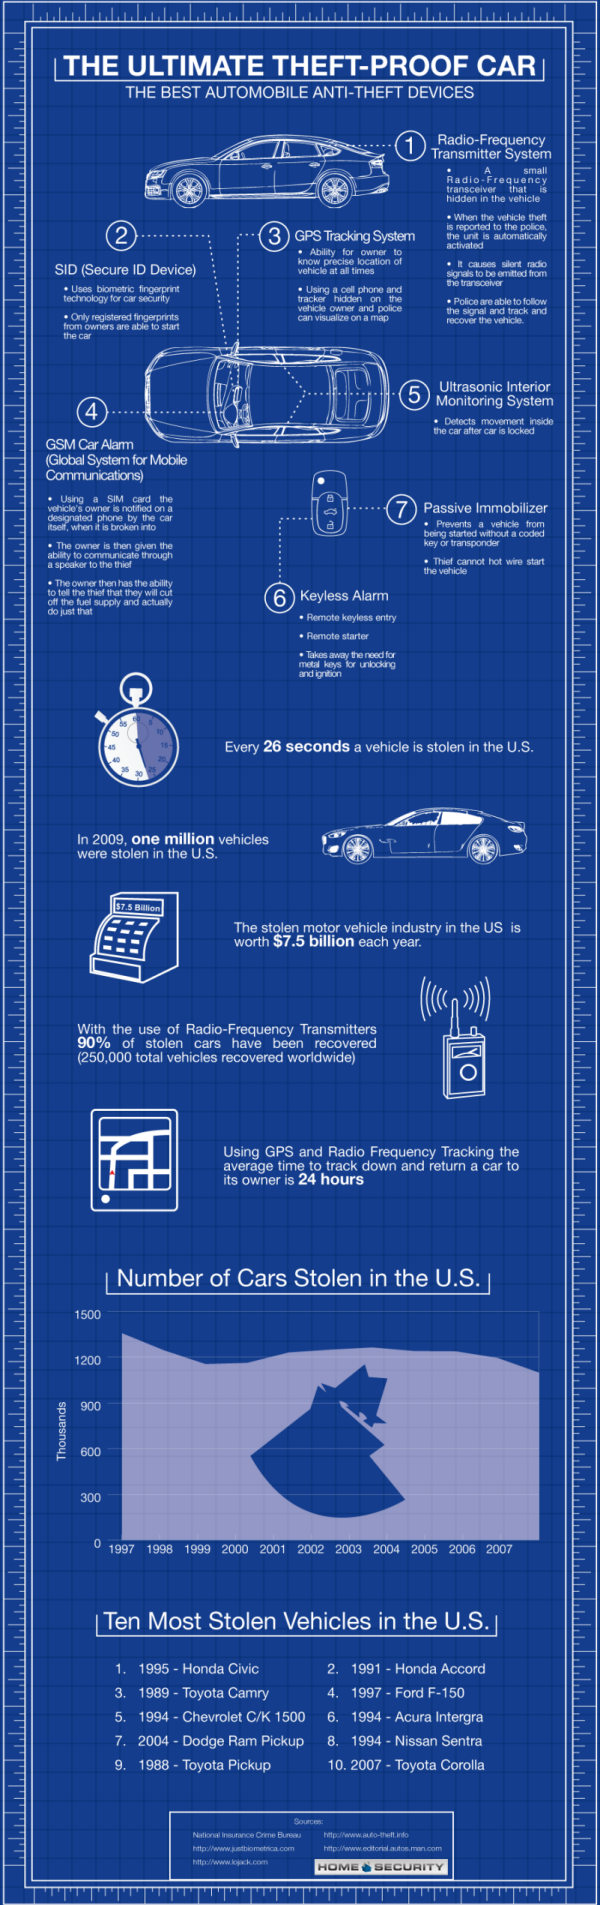 THE ULTIMATE THEFT-PROOF CAR
THE BEST AUTOMOBILE ANTI-THEFT DEVICES
1
Radio-Frequency
Transmitter System
• A small
Radio-Frequency
transceiver that is
hidden in the vehicle
• When the vehicle theft
is reported to the police,
the unit is automatically
activated
• It causes silent radio
signals to be emitted from
the transceiver
• Police are able to follow
the signal and track and
recover the vehicle.
2
SID (Secure ID Device)
• Uses biometric fingerprint
technology for car security
• Only registered fingerprints
from owners are able to start
the car
3
GPS Tracking System
• Ability for owner to
know precise location of
vehicle at all times
• Using a cell phone and
tracker hidden on the
vehicle owner and police
can visualize on a map
4
GSM Car Alarm
(Global System for Mobile
Communications)
• Using a SIM card the
vehicle's owner is notified on a
designated phone by the car
itself, when it is broken into
• The owner is then given the
ability to communicate through
a speaker to the thief
• The owner then has the ability
to tell the thief that they will cut
off the fuel supply and actually
do just that
5
Ultrasonic Interior
Monitoring System
• Detects movement inside
the car after car is locked
7
Passive Immobilizer
• Prevents a vehicle from
being started without a coded
key or transponder
• Thief cannot hot wire start
the vehicle
6
Keyless Alarm
• Remote keyless entry
• Remote starter
• Takes away the need for
metal keys for unlocking
and ignition
60
5
10
15
20
25
30
35
40
45
50
55
Every 26 seconds a vehicle is stolen in the U.S.
In 2009, one million vehicles
were stolen in the U.S.
$7.5 Billion
The stolen motor vehicle industry in the US is
worth $7.5 billion each year.
With the use of Radio-Frequency Transmitters
90% of stolen cars have been recovered
(250,000 total vehicles recovered worldwide)
Using GPS and Radio Frequency Tracking the
average time to track down and return a car to
its owner is 24 hours
Number of Cars Stolen in the U.S.
1500
1200
900
600
300
0
Thousands
1997 1998 1999 2000 2001 2002 2003 2004 2005 2006 2007
Ten Most Stolen Vehicles in the U.S.
1. 1995 - Honda Civic
2. 1991 - Honda Accord
3. 1989 - Toyota Camry
4. 1997 - Ford F-150
5. 1994 - Chevrolet C/K 1500
6. 1994 - Acura Intergra
7. 2004 - Dodge Ram Pickup
8. 1994 - Nissan Sentra
9. 1988 - Toyota Pickup
10. 2007 - Toyota Corolla
Sources:
National Insurance Crime Bureau
http://www.auto-theft.info
http://www.justbiometrica.com
http://www.editorial.autos.msn.com
http://www.lojack.com
HOME SECURITY